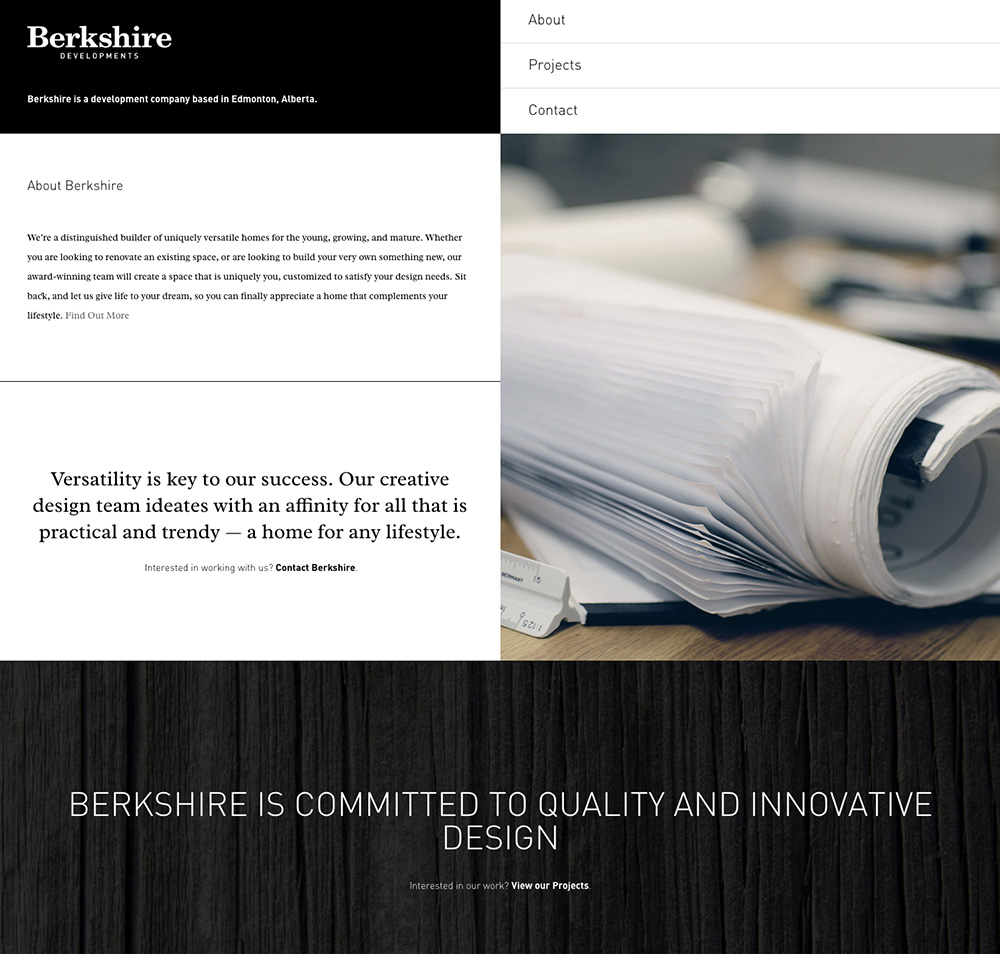 Berkshire
DEVELOPMENTS
Berkshire is a development company based in Edmonton, Alberta.
About
Projects
Contact
About Berkshire
We're a distinguished builder of uniquely versatile homes for the young, growing, and mature. Whether
you are looking to renovate an existing space, or are looking to build your very own something new, our
award-winning team will create a space that is uniquely you, customized to satisfy your design needs. Sit
back, and let us give life to your dream, so you can finally appreciate a home that complements your
lifestyle. Find Out More
Versatility is key to our success. Our creative
design team ideates with an affinity for all that is
practical and trendy — a home for any lifestyle.
Interested in working with us? Contact Berkshire.
GERMANY 15
1:125
BERKSHIRE IS COMMITTED TO QUALITY AND INNOVATIVE
DESIGN
Interested in our work? View our Projects.